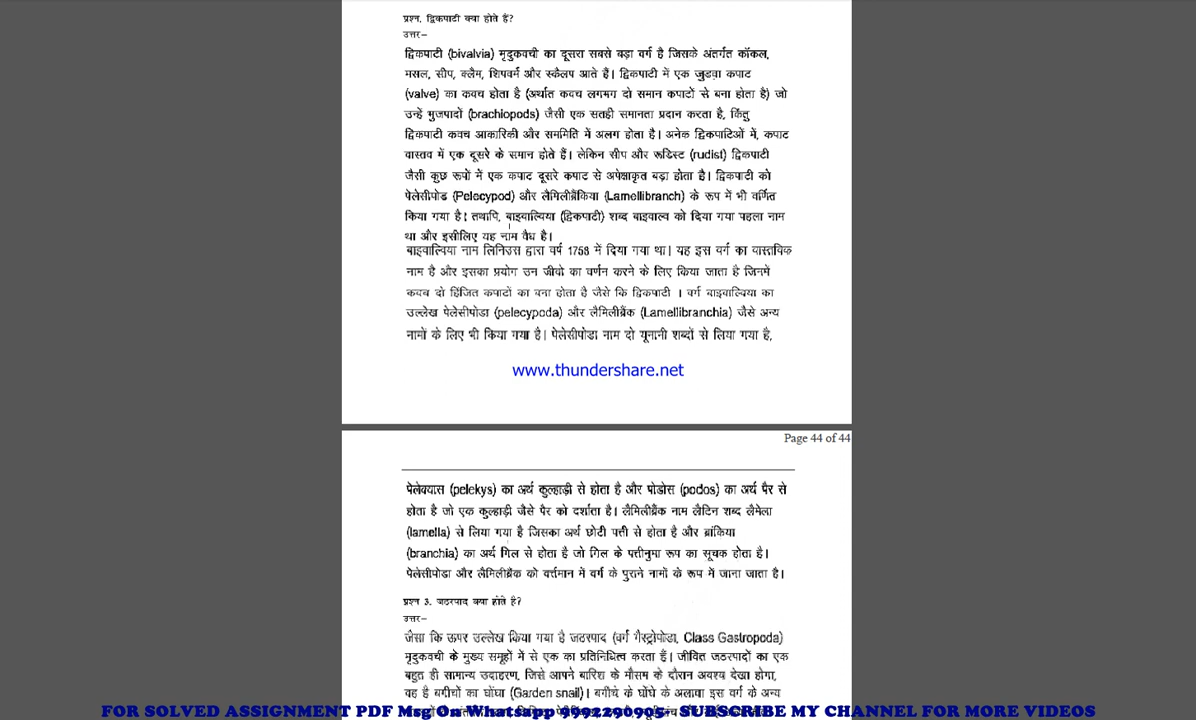 प्रश्न. द्विकपाटी क्या होते हैं?
उत्तर–
द्विकपाटी (bivalvia) मृदुकवची का दूसरा सबसे बड़ा वर्ग है जिसके अंतर्गत कॉकल,
मसल, सीप, क्लैम, शिपवर्म और स्कैलप आते हैं। द्विकपाटी में एक जुडवा कपाट
(valve) का कवच होता है (अर्थात कवच लगभग दो समान कपाटों से बना होता है) जो
उन्हें भुजपादों (brachiopods) जैसी एक सतही समानता प्रदान करता है, किंतु
द्विकपाटी कवच आकारिकी और सममिति में अलग होता है। अनेक द्विकपाटिओं में, कपाट
वास्तव में एक दूसरे के समान होते हैं। लेकिन सीप और रूडिस्ट (rudist) द्विकपाटी
जैसी कुछ रूपों में एक कपाट दूसरे कपाट से अपेक्षाकृत बड़ा होता है। द्विकपाटी को
पेलेसीपोड (Pelecypod) और लैमिलीब्रैंकिया (Lamellibranch) के रूप में भी वर्णित
किया गया है। तथापि, बाइवाल्विया (द्विकपाटी) शब्द बाइवाल्व को दिया गया पहला नाम
था और इसीलिए यह नाम वैध है।
बाइवाल्विया नाम लिनिउस द्वारा वर्ष 1758 में दिया गया था। यह इस वर्ग का वास्तविक
नाम है और इसका प्रयोग उन जीवो का वर्णन करने के लिए किया जाता है जिनमें
कवच दो हिंजित कपाटों का बना होता है जैसे कि द्विकपाटी । वर्ग बाइवाल्विया का
उल्लेख पेलेसीपोडा (pelecypoda) और लैमिलीब्रैंक (Lamellibranchia) जैसे अन्य
नामों के लिए भी किया गया है। पेलेसीपोडा नाम दो यूनानी शब्दों से लिया गया है,
www.thundershare.net
Page 44 of 44
पेलेक्यास (pelekys) का अर्थ कुल्हाड़ी से होता है और पोडोस (podos) का अर्थ पैर से
होता है जो एक कुल्हाड़ी जैसे पैर को दर्शाता है। लैमिलीब्रैंक नाम लैटिन शब्द लैमेला
(lamella) से लिया गया है जिसका अर्थ छोटी पत्ती से होता है और ब्रांकिया
(branchia) का अर्थ गिल से होता है जो गिल के पत्तीनुमा रूप का सूचक होता है।
पेलेसीपोडा और लैमिलीब्रैंक को वर्त्तमान में वर्ग के पुराने नामों के रूप में जाना जाता है।
प्रश्न 3. जठरपाद क्या होते है?
उत्तर–
जैसा कि ऊपर उल्लेख किया गया है जठरपाद (वर्ग गैस्ट्रोपोडा, Class Gastropoda)
मृदुकवची के मुख्य समूहों में से एक का प्रतिनिधित्व करता हैं। जीवित जठरपादों का एक
बहुत ही सामान्य उदाहरण, जिसे आपने बारिश के मौसम के दौरान अवश्य देखा होगा,
वह है बगीचों का घोंघा (Garden snail)। बगीचे के घोंघे के अलावा इस वर्ग के अन्य
FOR SOLVED ASSIGNMENT PDF Msg On Whatsapp 9992290905- SUBSCRIBE MY CHANNEL FOR MORE VIDEOS